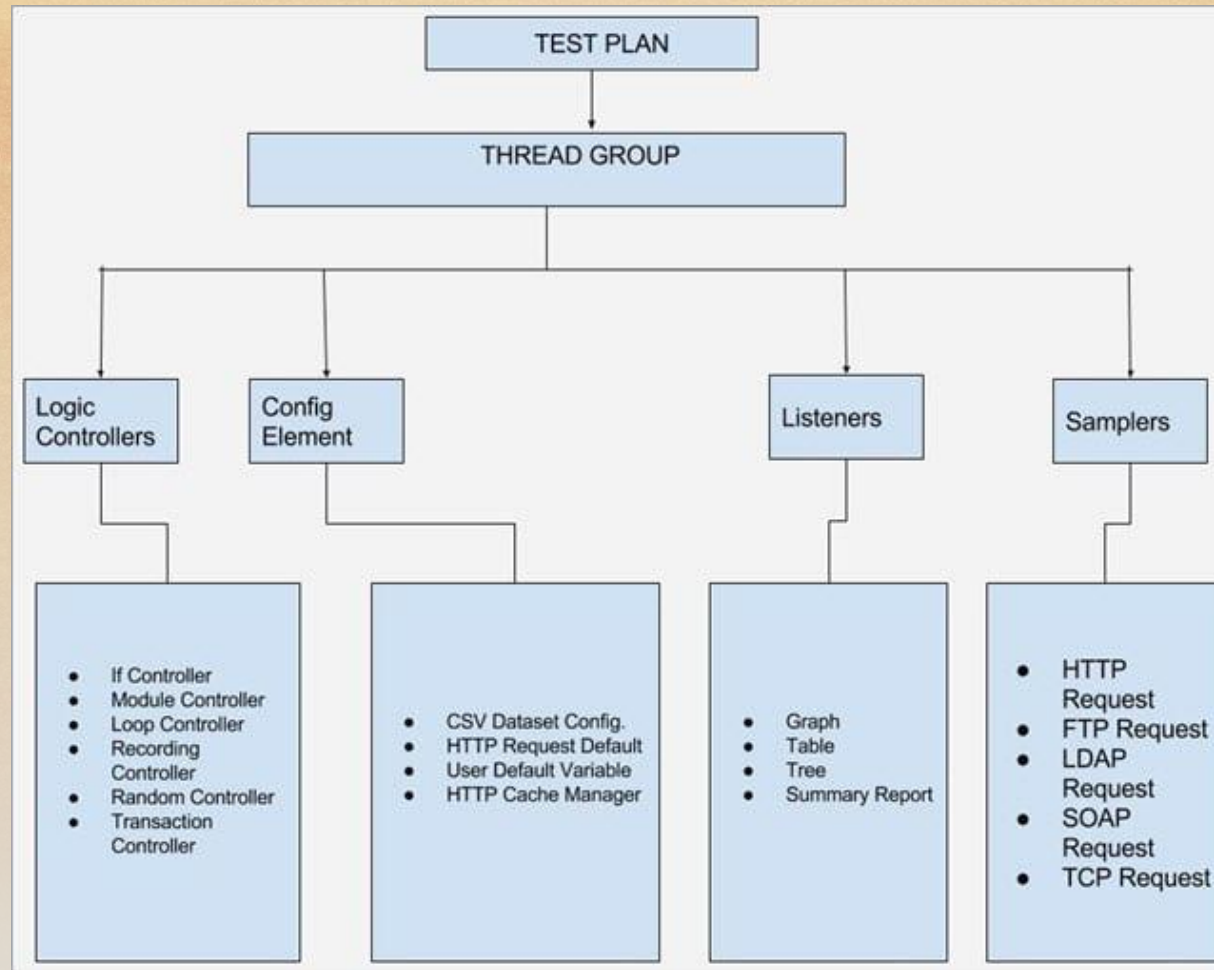 TEST PLAN
THREAD GROUP
Logic
Controllers
Config
Element
Listeners
Samplers
● If Controller
● Module Controller
● Loop Controller
● Recording
Controller
● Random Controller
● Transaction
Controller
● CSV Dataset Config.
● HTTP Request Default
● User Default Variable
● HTTP Cache Manager
● Graph
● Table
● Tree
● Summary Report
● HTTP
Request
● FTP Request
● LDAP
Request
● SOAP
Request
● TCP Request